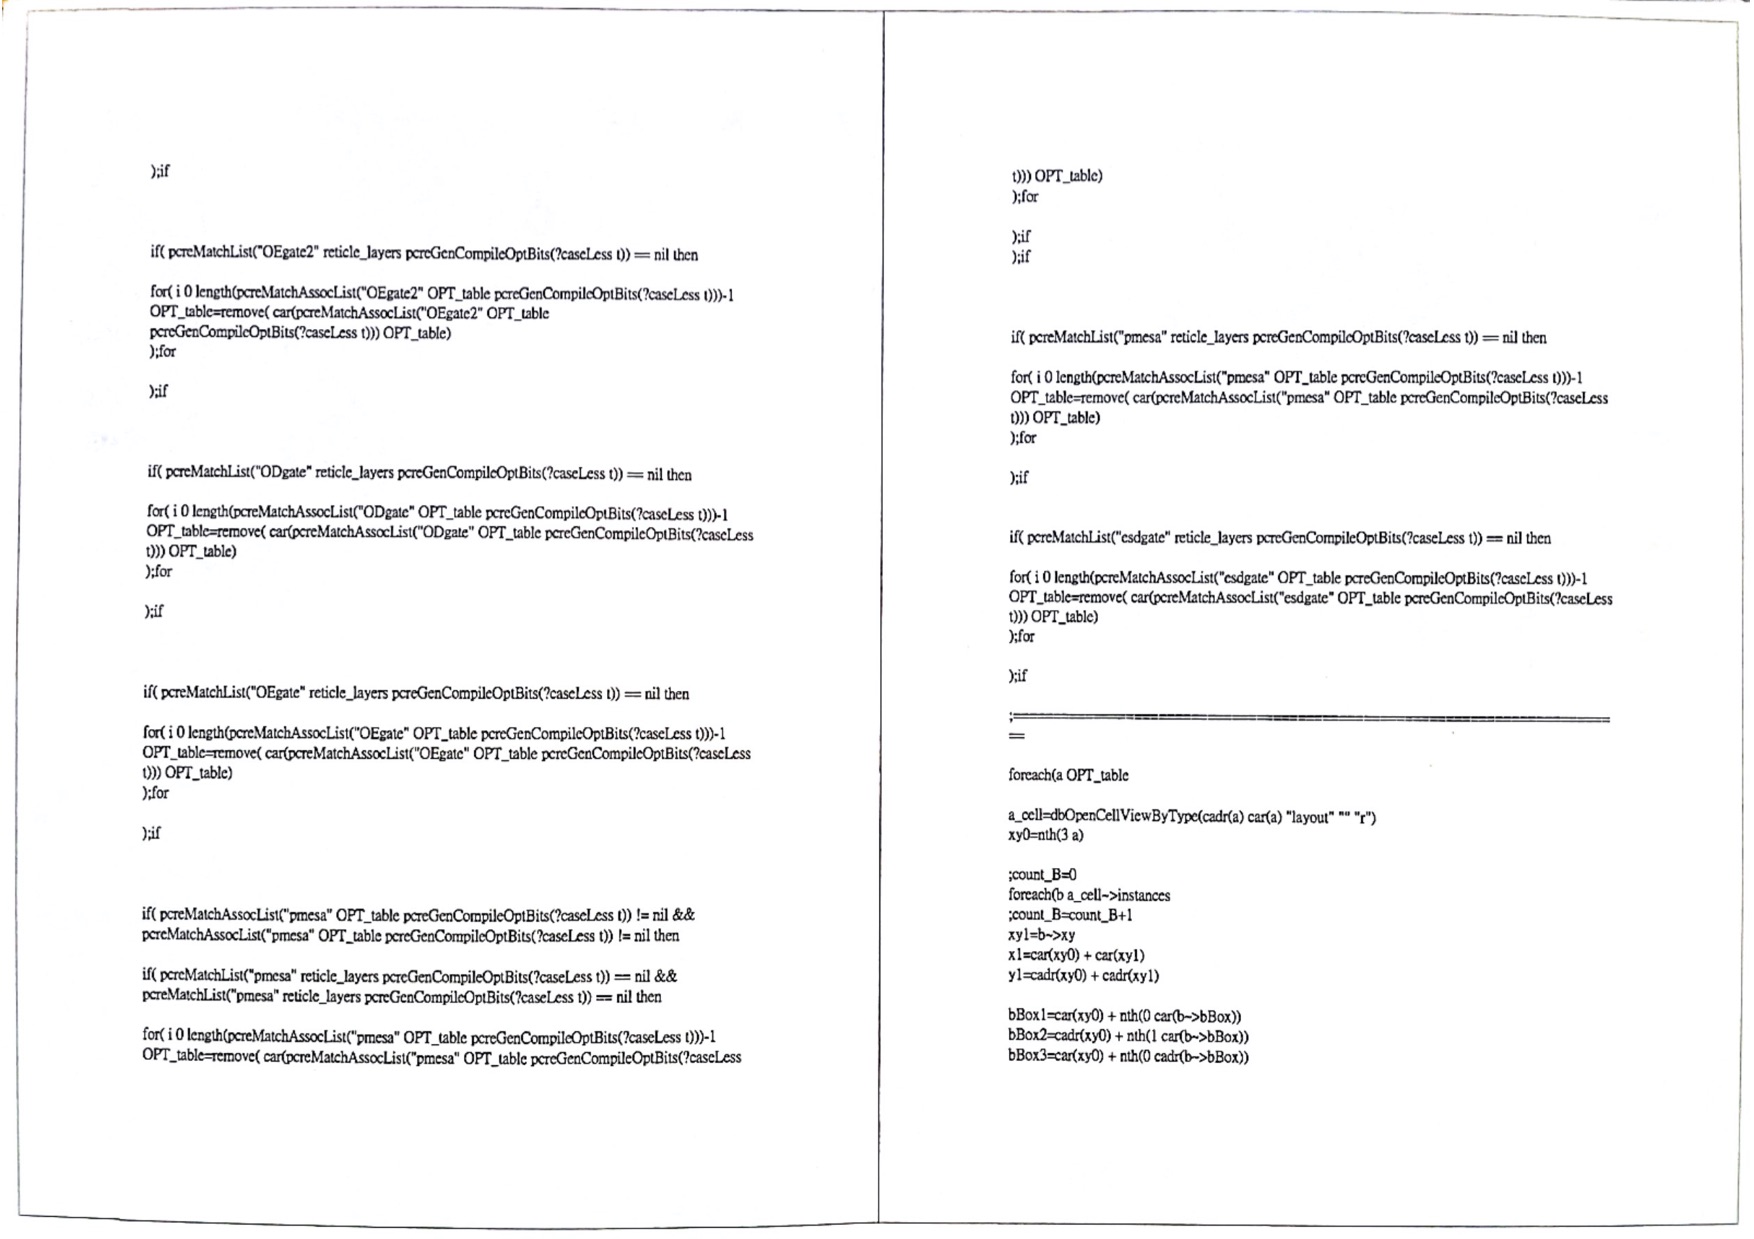 );if
if( pcreMatchList("OEgate2" reticle_layers pcreGenCompileOptBits(?caseLess t)) == nil then
for( i 0 length(pcreMatchAssocList("OEgate2" OPT_table pcreGenCompileOptBits(?caseLess t)))-1
OPT_table=remove( car(pcreMatchAssocList("OEgate2" OPT_table
pcreGenCompileOptBits(?caseLess t))) OPT_table)
);for
);if
if( pcreMatchList("ODgate" reticle_layers pcreGenCompileOptBits(?caseLess t)) == nil then
for( i 0 length(pcreMatchAssocList("ODgate" OPT_table pcreGenCompileOptBits(?caseLess t)))-1
OPT_table=remove( car(pcreMatchAssocList("ODgate" OPT_table pcreGenCompileOptBits(?caseLess
t))) OPT_table)
);for
);if
if( pcreMatchList("OEgate" reticle_layers pcreGenCompileOptBits(?caseLess t)) == nil then
for( i 0 length(pcreMatchAssocList("OEgate" OPT_table pcreGenCompileOptBits(?caseLess t)))-1
OPT_table=remove( car(pcreMatchAssocList("OEgate" OPT_table pcreGenCompileOptBits(?caseLess
t))) OPT_table)
);for
);if
if( pcreMatchAssocList("pmesa" OPT_table pcreGenCompileOptBits(?caseLess t)) != nil &&
pcreMatchAssocList("pmesa" OPT_table pcreGenCompileOptBits(?caseLess t)) != nil then
if( pcreMatchList("pmesa" reticle_layers pcreGenCompileOptBits(?caseLess t)) == nil &&
pcreMatchList("pmesa" reticle_layers pcreGenCompileOptBits(?caseLess t)) == nil then
for( i 0 length(pcreMatchAssocList("pmesa" OPT_table pcreGenCompileOptBits(?caseLess t)))-1
OPT_table=remove( car(pcreMatchAssocList("pmesa" OPT_table pcreGenCompileOptBits(?caseLess
t))) OPT_table)
);for
);if
);if
if( pcreMatchList("pmesa" reticle_layers pcreGenCompileOptBits(?caseLess t)) == nil then
for( i 0 length(pcreMatchAssocList("pmesa" OPT_table pcreGenCompileOptBits(?caseLess t)))-1
OPT_table=remove( car(pcreMatchAssocList("pmesa" OPT_table pcreGenCompileOptBits(?caseLess
t))) OPT_table)
);for
);if
if( pcreMatchList("esdgate" reticle_layers pcreGenCompileOptBits(?caseLess t)) == nil then
for( i 0 length(pcreMatchAssocList("esdgate" OPT_table pcreGenCompileOptBits(?caseLess t)))-1
OPT_table=remove( car(pcreMatchAssocList("esdgate" OPT_table pcreGenCompileOptBits(?caseLess
t))) OPT_table)
);for
);if
;==========================================================
=
foreach(a OPT_table
a_cell=dbOpenCellViewByType(cadr(a) car(a) "layout" "" "r")
xy0=nth(3 a)
;count_B=0
foreach(b a_cell~>instances
;count_B=count_B+1
xy1=b~>xy
x1=car(xy0) + car(xy1)
y1=cadr(xy0) + cadr(xy1)
bBox1=car(xy0) + nth(0 car(b~>bBox))
bBox2=cadr(xy0) + nth(1 car(b~>bBox))
bBox3=car(xy0) + nth(0 cadr(b~>bBox))